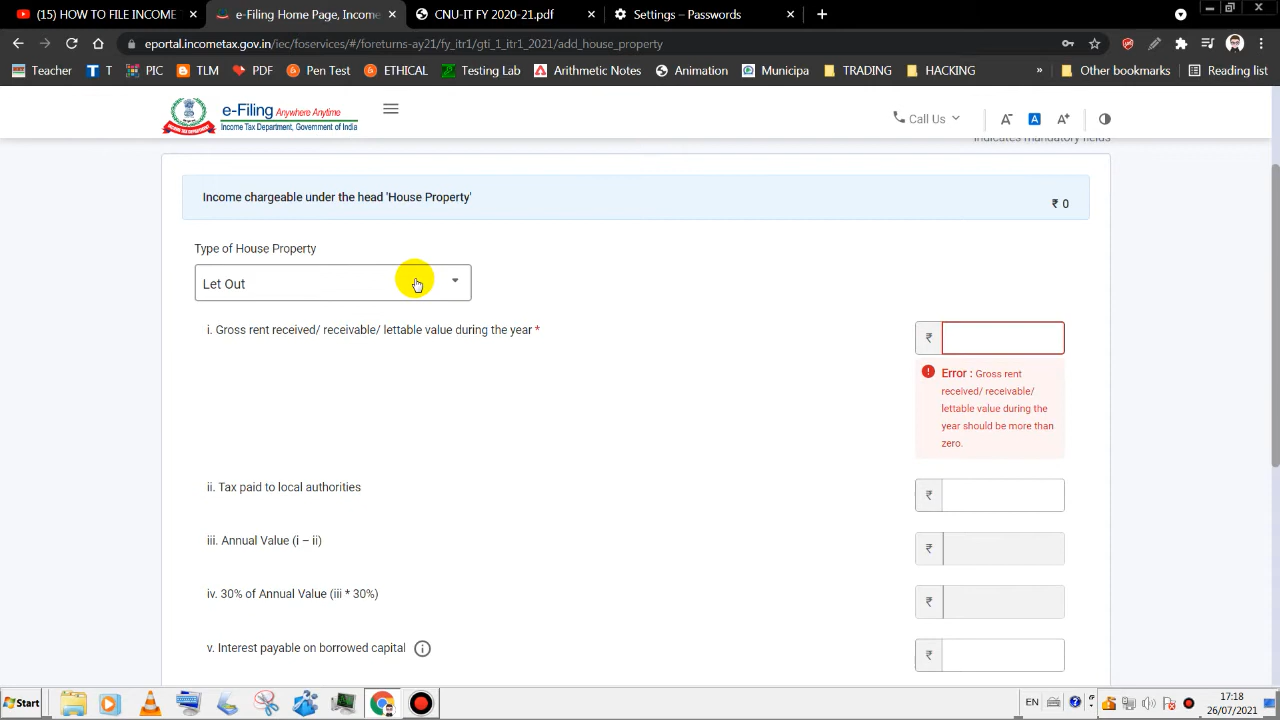 (15) HOW TO FILE INCOME
e-Filing Home Page, Income
CNU-IT FY 2020-21.pdf
Settings – Passwords
eportal.incometax.gov.in/iec/foservices/#/foreturns-ay21/fy_itr1/gti_1_itr1_2021/add_house_property
Teacher
T
PIC
TLM
PDF
Pen Test
ETHICAL
Testing Lab
Arithmetic Notes
Animation
Municipa
TRADING
HACKING
»
Other bookmarks
Reading list
e-Filing Anywhere Anytime
Income Tax Department, Government of India
Call Us
A-
A
A+
Indicates mandatory fields
Income chargeable under the head 'House Property'
₹ 0
Type of House Property
Let Out
i. Gross rent received/ receivable/ lettable value during the year *
₹
Error : Gross rent
received/ receivable/
lettable value during the
year should be more than
zero.
ii. Tax paid to local authorities
₹
iii. Annual Value (i – ii)
₹
iv. 30% of Annual Value (iii * 30%)
₹
v. Interest payable on borrowed capital
₹
Start
EN
17:18
26/07/2021